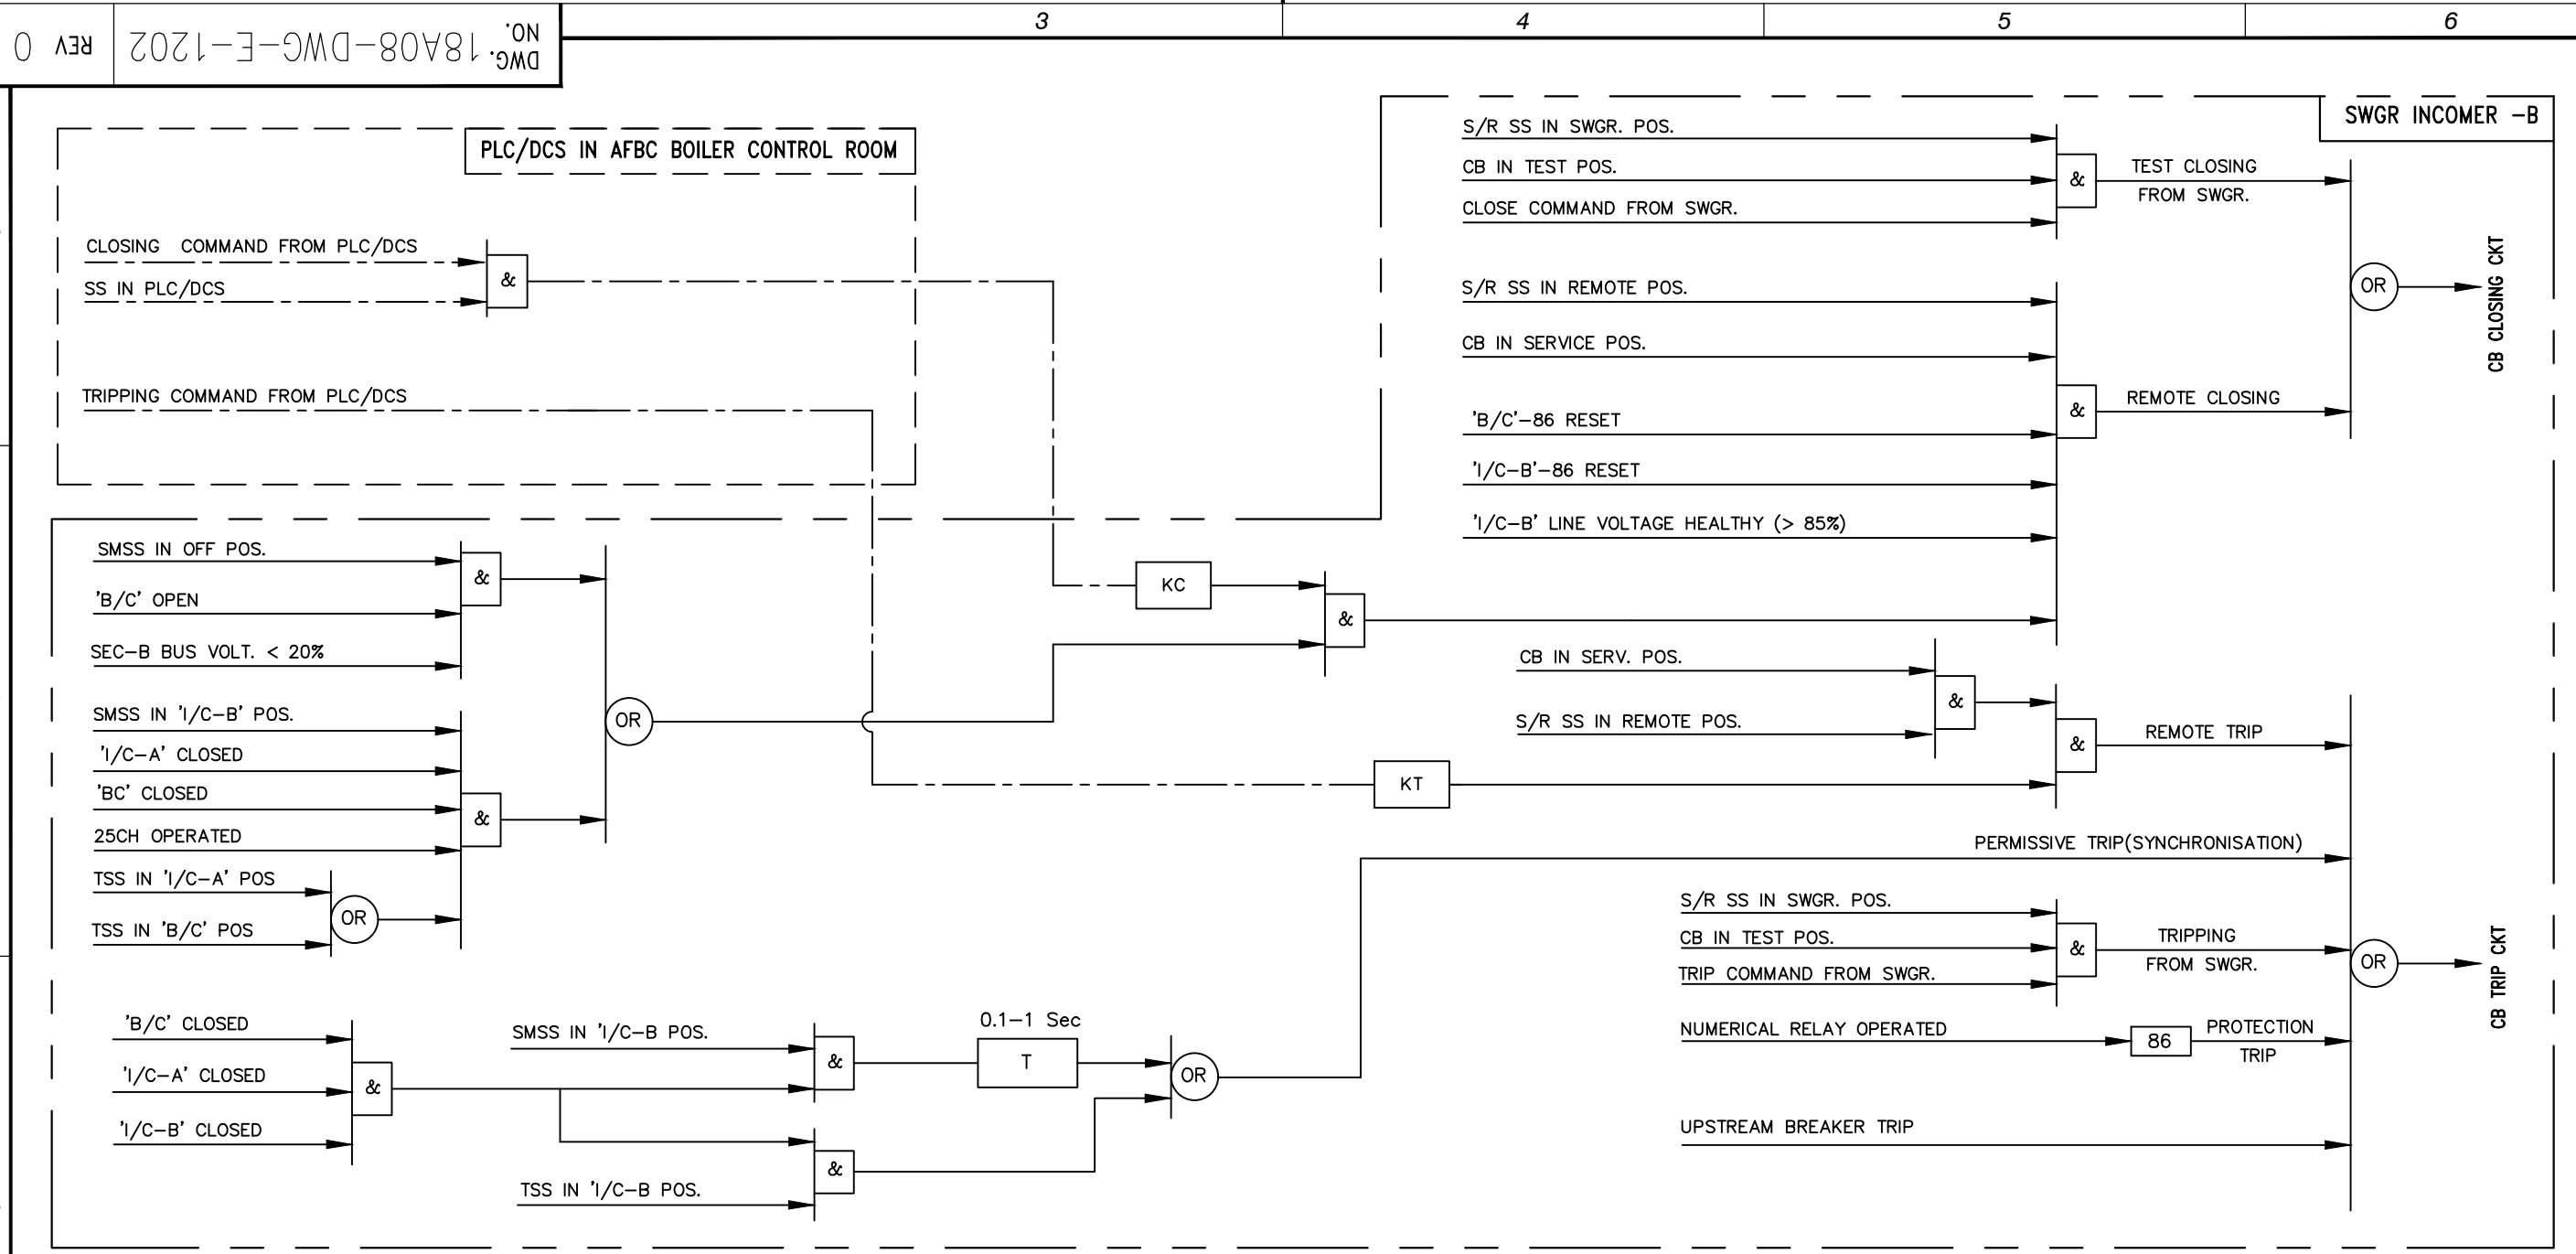 DWG. NO. 18A08-DWG-E-1202 REV 0
3
4
5
6
PLC/DCS IN AFBC BOILER CONTROL ROOM
CLOSING COMMAND FROM PLC/DCS
SS IN PLC/DCS
&
TRIPPING COMMAND FROM PLC/DCS
SWGR INCOMER -B
S/R SS IN SWGR. POS.
CB IN TEST POS.
CLOSE COMMAND FROM SWGR.
&
TEST CLOSING
FROM SWGR.
S/R SS IN REMOTE POS.
CB IN SERVICE POS.
'B/C'-86 RESET
'I/C-B'-86 RESET
'I/C-B' LINE VOLTAGE HEALTHY (> 85%)
&
REMOTE CLOSING
OR
CB CLOSING CKT
SMSS IN OFF POS.
'B/C' OPEN
SEC-B BUS VOLT. < 20%
&
SMSS IN 'I/C-B' POS.
'I/C-A' CLOSED
'BC' CLOSED
25CH OPERATED
TSS IN 'I/C-A' POS
TSS IN 'B/C' POS
OR
&
OR
KC
&
CB IN SERV. POS.
S/R SS IN REMOTE POS.
&
KT
&
REMOTE TRIP
PERMISSIVE TRIP(SYNCHRONISATION)
S/R SS IN SWGR. POS.
CB IN TEST POS.
TRIP COMMAND FROM SWGR.
&
TRIPPING
FROM SWGR.
NUMERICAL RELAY OPERATED
86
PROTECTION
TRIP
UPSTREAM BREAKER TRIP
OR
CB TRIP CKT
'B/C' CLOSED
'I/C-A' CLOSED
'I/C-B' CLOSED
&
SMSS IN 'I/C-B POS.
&
0.1-1 Sec
T
OR
TSS IN 'I/C-B POS.
&